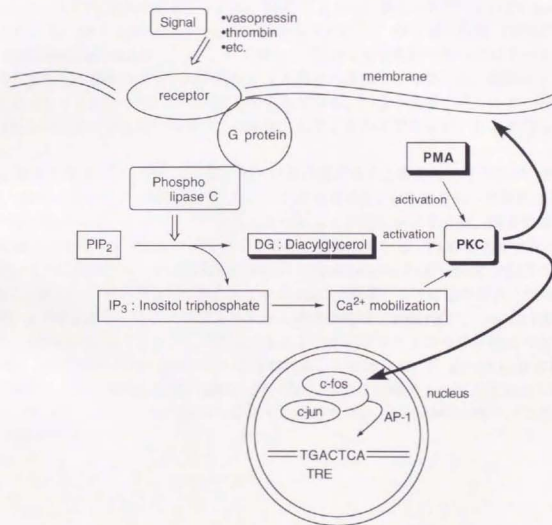 Signal
•vasopressin
•thrombin
•etc.
membrane
receptor
G protein
PMA
Phospho
lipase C
activation
PIP2
DG : Diacylglycerol
activation
PKC
IP3 : Inositol triphosphate
Ca2+ mobilization
c-fos
nucleus
c-jun
AP-1
TGACTCA
TRE